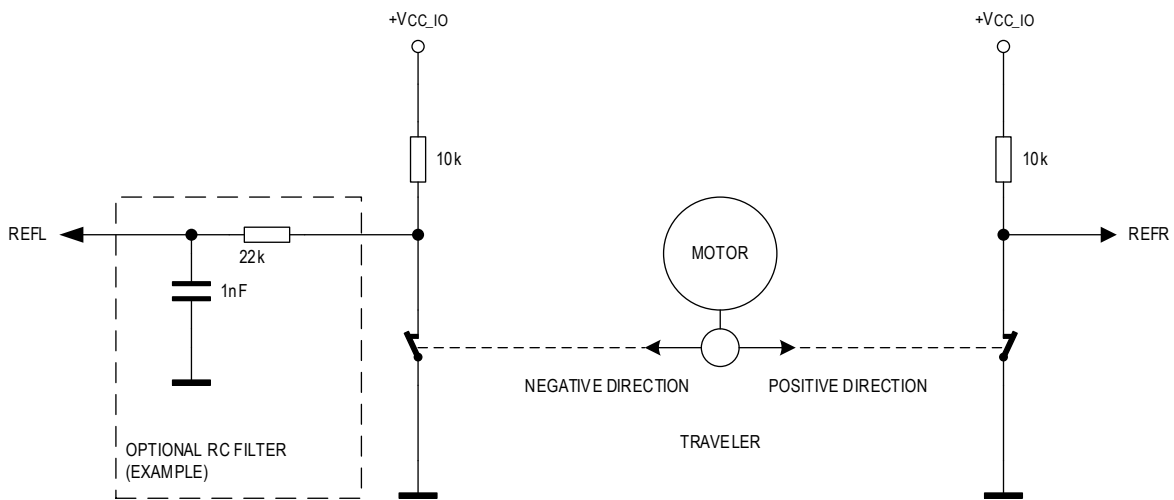 +VCC_IO
+VCC_IO
10k
10k
REFL
22k
1nF
MOTOR
REFR
NEGATIVE DIRECTION
POSITIVE DIRECTION
TRAVELER
OPTIONAL RC FILTER
(EXAMPLE)